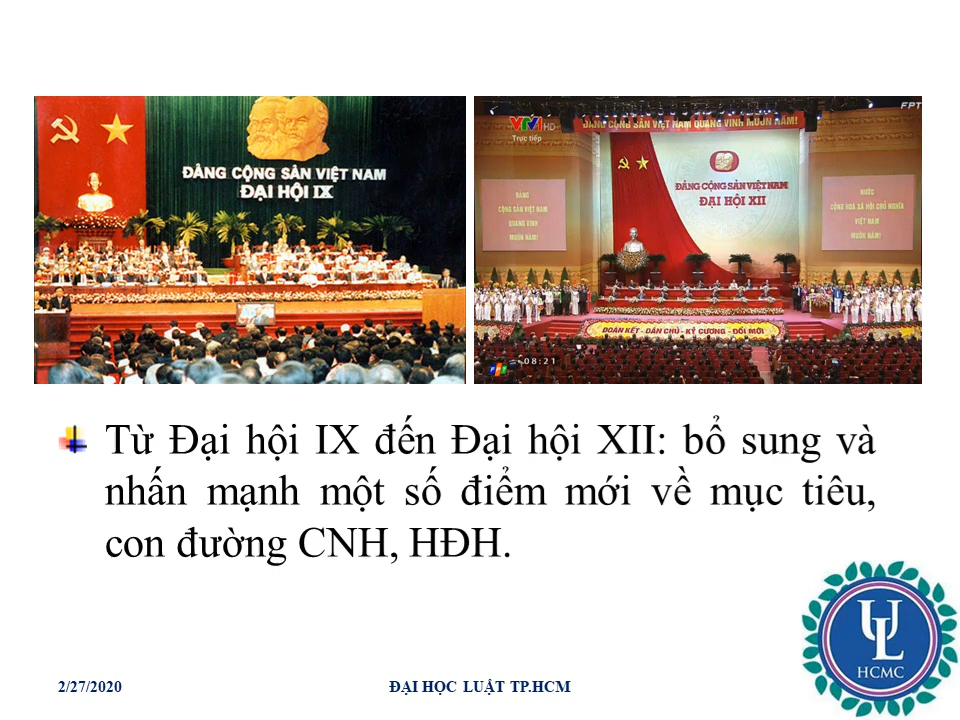 ĐẢNG CỘNG SẢN VIỆT NAM
ĐẠI HỘI IX
VTV1 HD
Trực tiếp
FPT
ĐẢNG CỘNG SẢN VIỆT NAM QUANG VINH MUÔN NĂM!
ĐẢNG CỘNG SẢN VIỆT NAM
ĐẠI HỘI XII
ĐẢNG
CỘNG SẢN VIỆT NAM
QUANG VINH
MUÔN NĂM!
NƯỚC
CỘNG HOÀ XÃ HỘI CHỦ NGHĨA
VIỆT NAM
MUÔN NĂM!
ĐOÀN KẾT - DÂN CHỦ - KỶ CƯƠNG - ĐỔI MỚI
08:21
FPT
Từ Đại hội IX đến Đại hội XII: bổ sung và
nhấn mạnh một số điểm mới về mục tiêu,
con đường CNH, HĐH.
UL
HCMC
2/27/2020
ĐẠI HỌC LUẬT TP.HCM